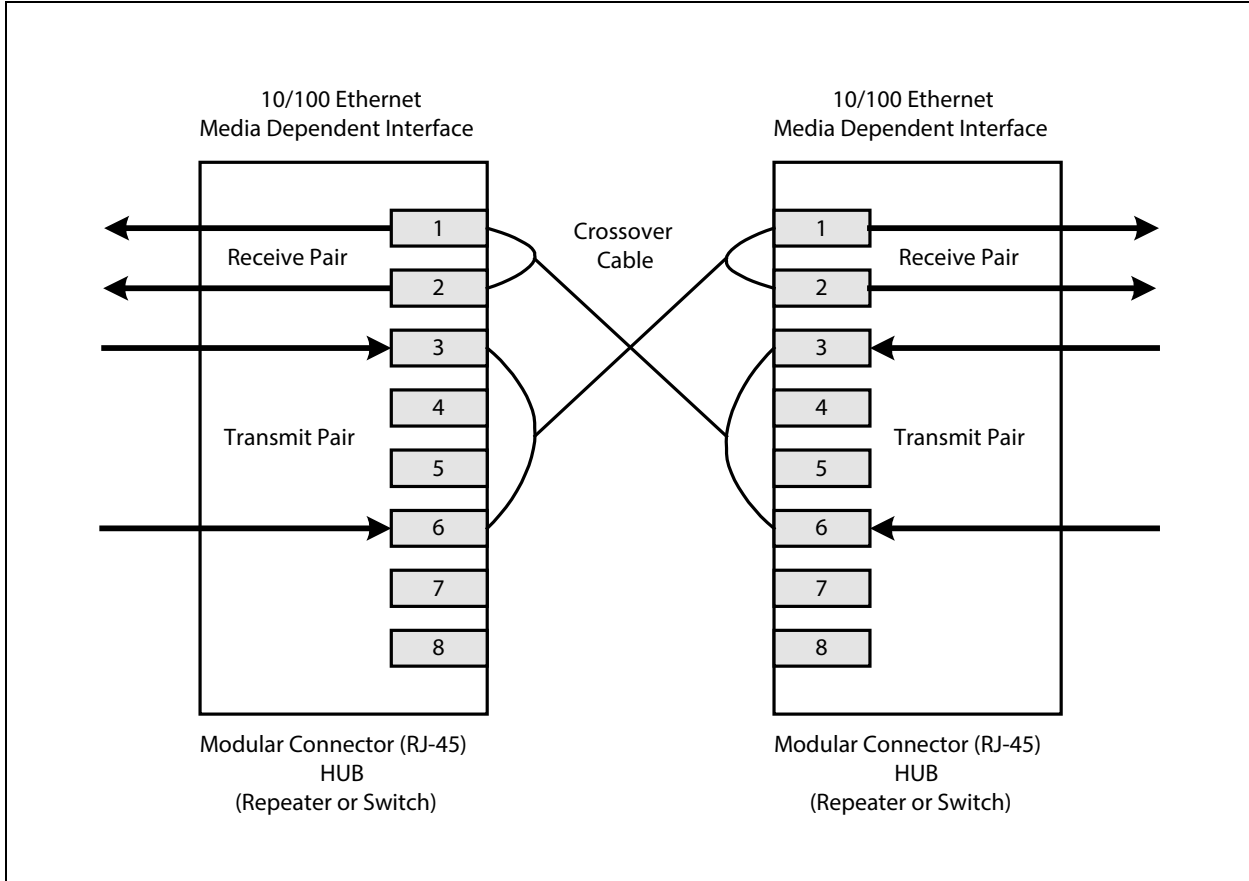 10/100 Ethernet
Media Dependent Interface
10/100 Ethernet
Media Dependent Interface
1
Receive Pair
2
3
4
Transmit Pair
5
6
7
8
Crossover
Cable
1
Receive Pair
2
3
4
Transmit Pair
5
6
7
8
Modular Connector (RJ-45)
HUB
(Repeater or Switch)
Modular Connector (RJ-45)
HUB
(Repeater or Switch)